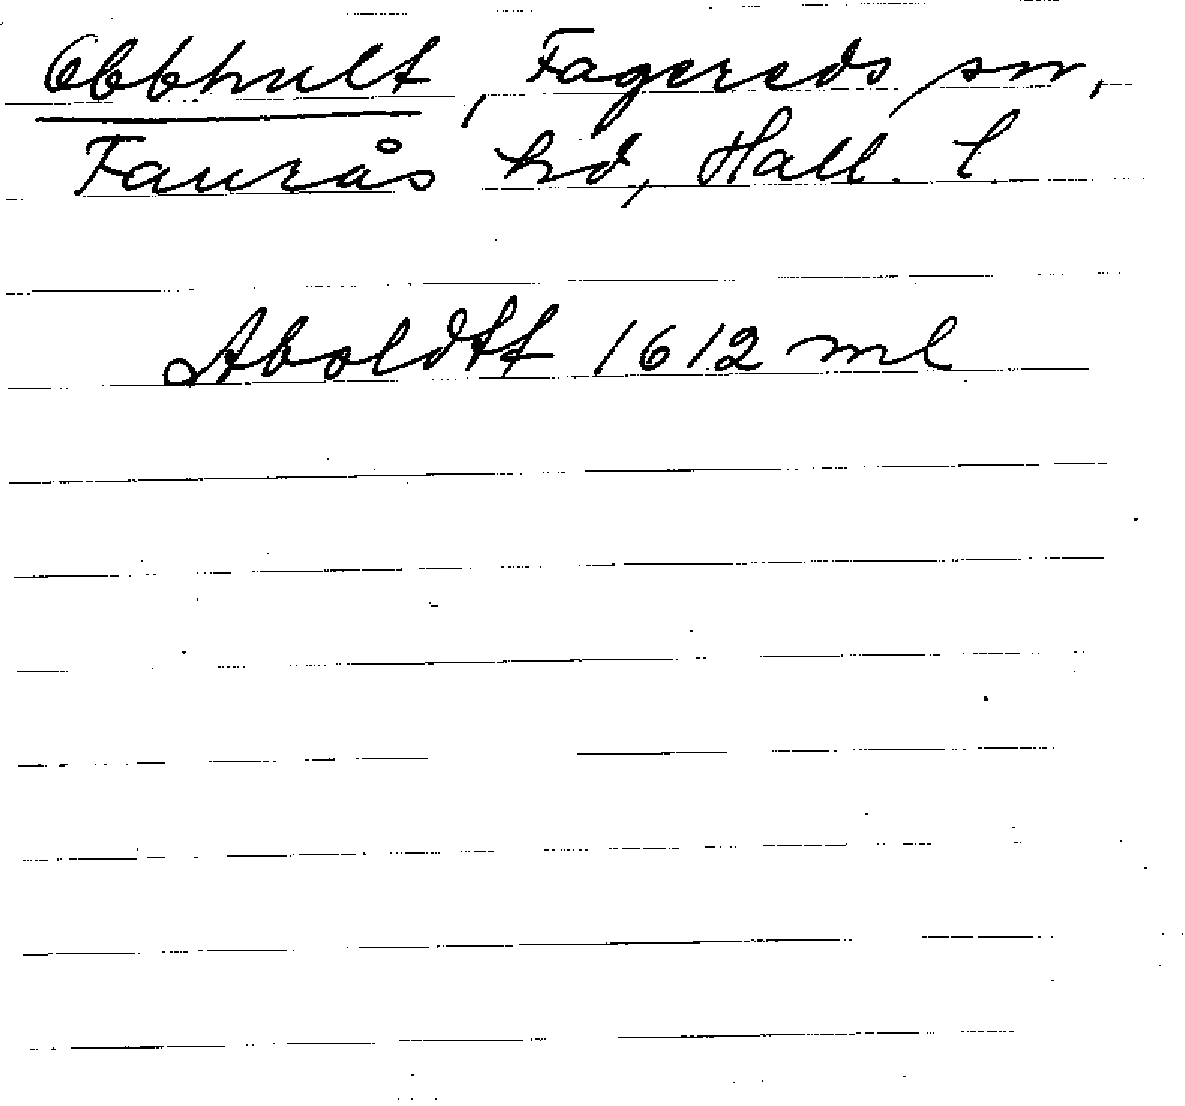 Obbhult, Fagereds sn,
Faurås hd, Hall. l
Aboldtt 1612 ml